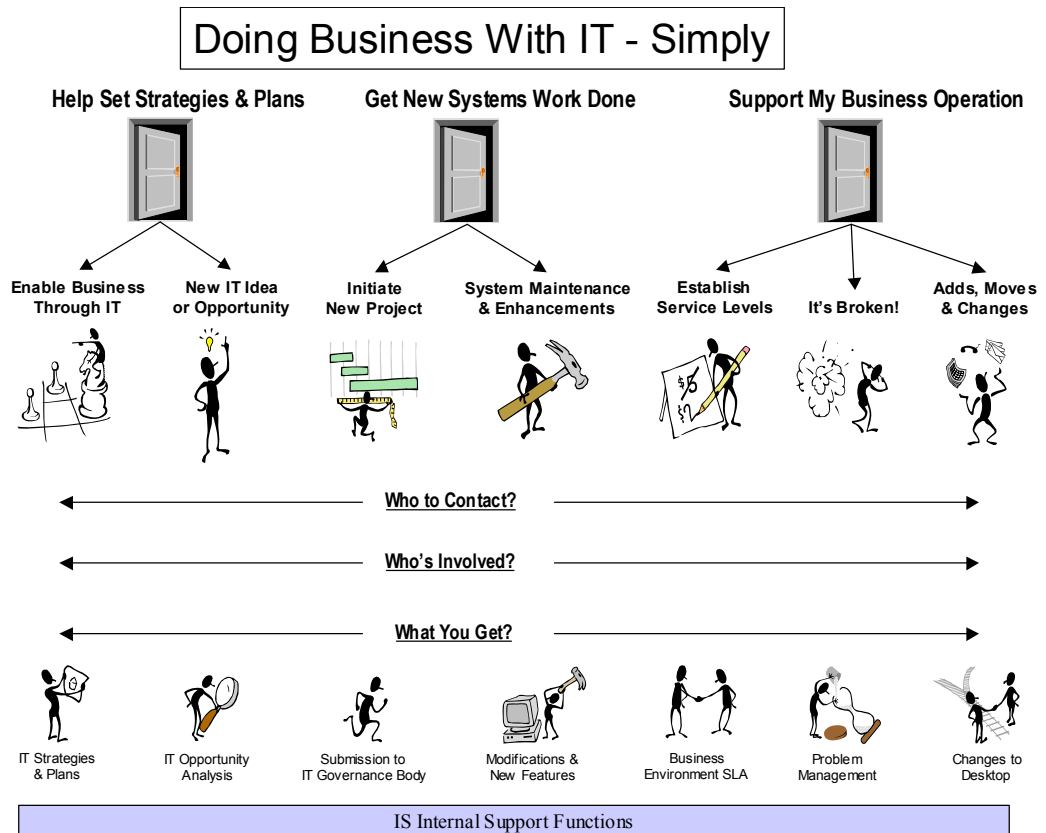 Doing Business With IT - Simply
Help Set Strategies & Plans
Get New Systems Work Done
Support My Business Operation
Enable Business
Through IT
New IT Idea
or Opportunity
Initiate
New Project
System Maintenance
& Enhancements
Establish
Service Levels
It's Broken!
Adds, Moves
& Changes
Who to Contact?
Who's Involved?
What You Get?
IT Strategies
& Plans
IT Opportunity
Analysis
Submission to
IT Governance Body
Modifications &
New Features
Business
Environment SLA
Problem
Management
Changes to
Desktop
IS Internal Support Functions